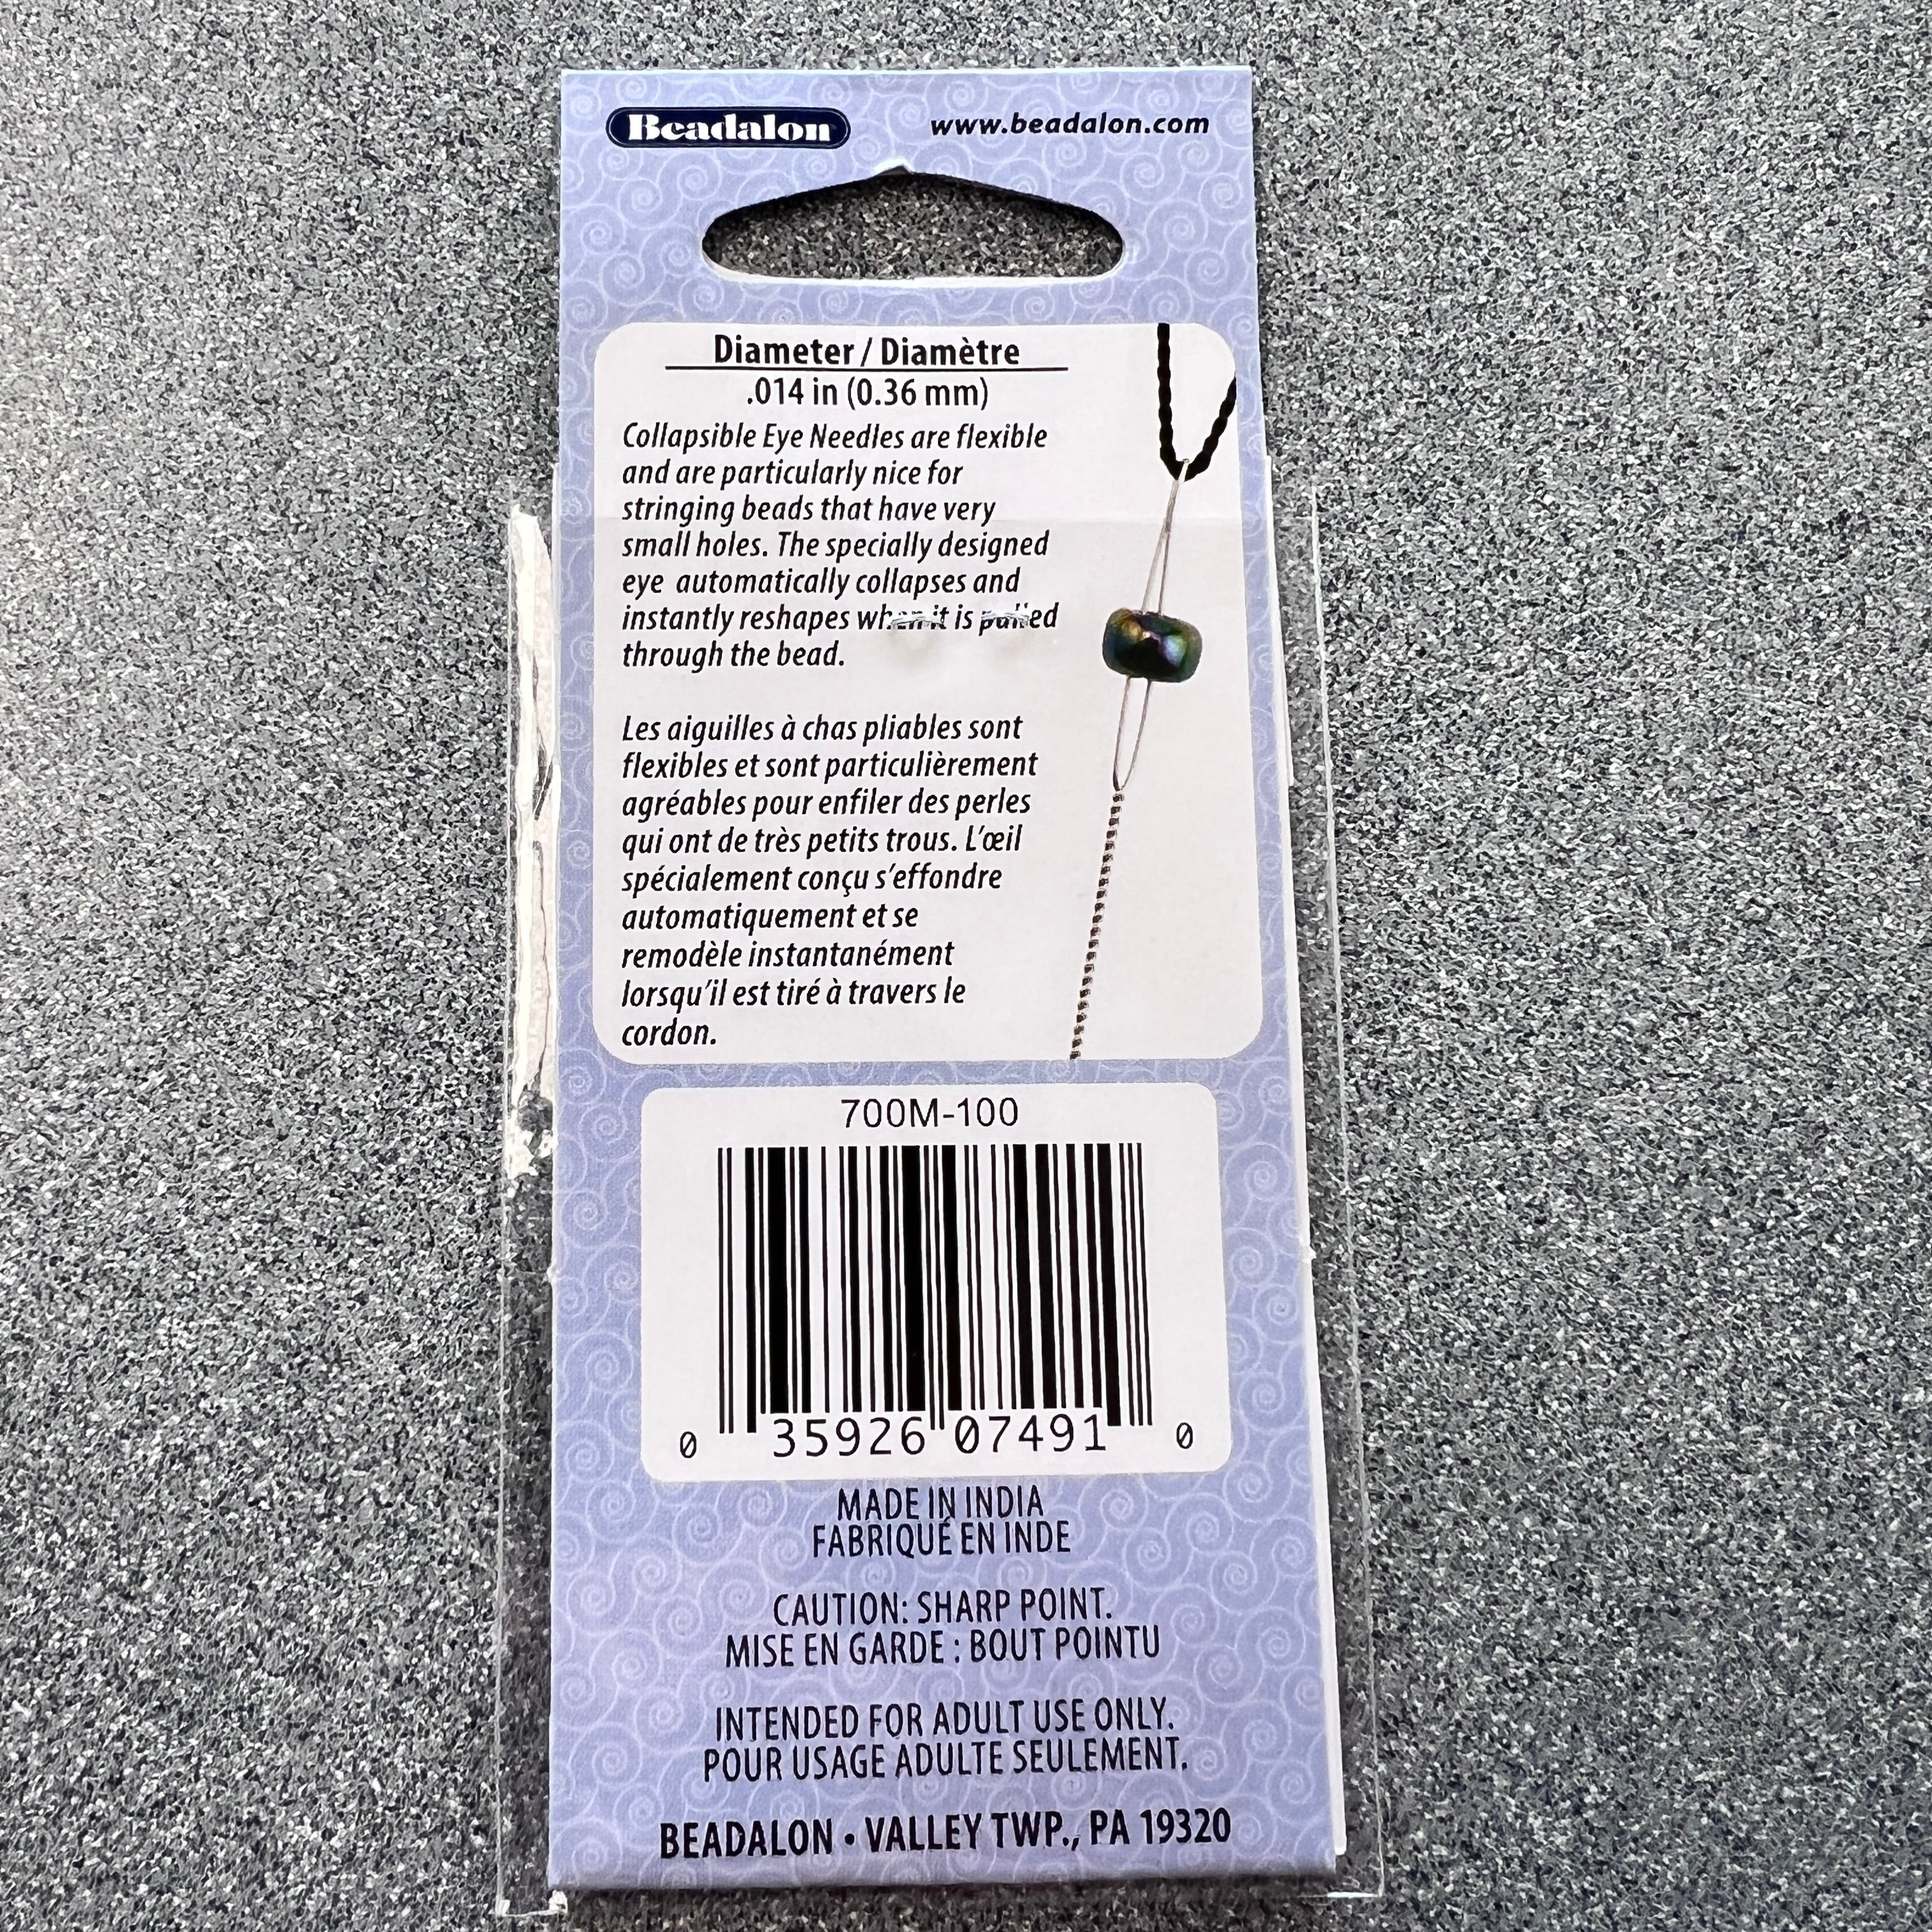 Beadalon
www.beadalon.com
Diameter / Diamètre
.014 in (0.36 mm)
Collapsible Eye Needles are flexible
and are particularly nice for
stringing beads that have very
small holes. The specially designed
eye automatically collapses and
instantly reshapes when it is pulled
through the bead.
Les aiguilles à chas pliables sont
flexibles et sont particulièrement
agréables pour enfiler des perles
qui ont de très petits trous. L'œil
spécialement conçu s'effondre
automatiquement et se
remodèle instantanément
lorsqu'il est tiré à travers le
cordon.
700M-100
0 35926 07491 0
MADE IN INDIA
FABRIQUÉ EN INDE
CAUTION: SHARP POINT.
MISE EN GARDE : BOUT POINTU
INTENDED FOR ADULT USE ONLY.
POUR USAGE ADULTE SEULEMENT.
BEADALON • VALLEY TWP., PA 19320